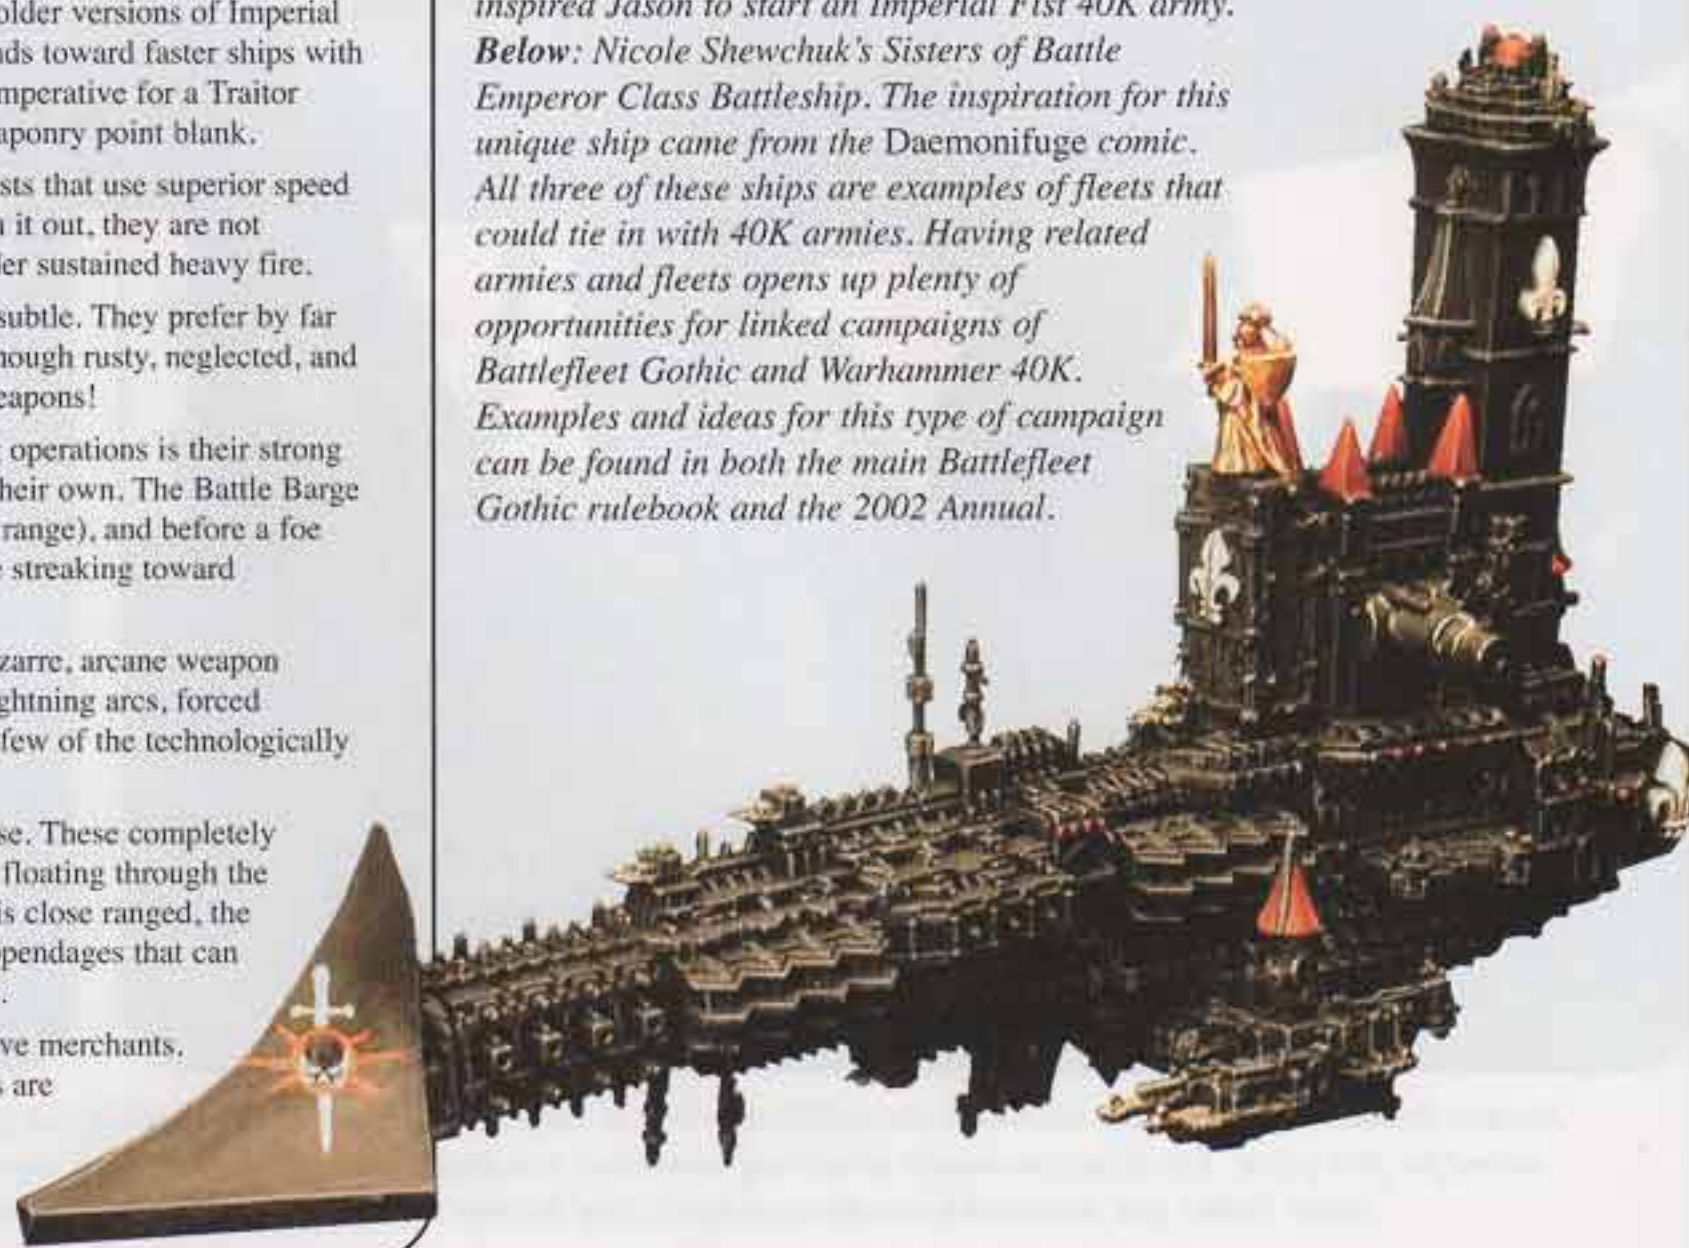 older versions of Imperial
ds toward faster ships with
mperative for a Traitor
aponry point blank.
sts that use superior speed
it out, they are not
er sustained heavy fire.
subtle. They prefer by far
hough rusty, neglected, and
eapons!
operations is their strong
heir own. The Battle Barge
range), and before a foe
streaking toward
zarre, arcane weapon
ghtning arcs, forced
few of the technologically
se. These completely
floating through the
is close ranged, the
pendages that can
ve merchants.
s are
inspired Jason to start an Imperial Fist 40K army.
Below: Nicole Shewchuk's Sisters of Battle
Emperor Class Battleship. The inspiration for this
unique ship came from the Daemonifuge comic.
All three of these ships are examples of fleets that
could tie in with 40K armies. Having related
armies and fleets opens up plenty of
opportunities for linked campaigns of
Battlefleet Gothic and Warhammer 40K.
Examples and ideas for this type of campaign
can be found in both the main Battlefleet
Gothic rulebook and the 2002 Annual.